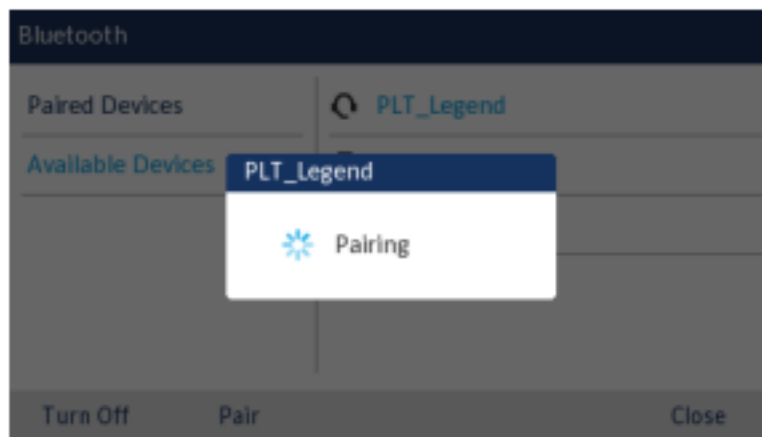 Bluetooth
Paired Devices
PLT_Legend
Available Devices
PLT_Legend
Pairing
Turn Off
Pair
Close